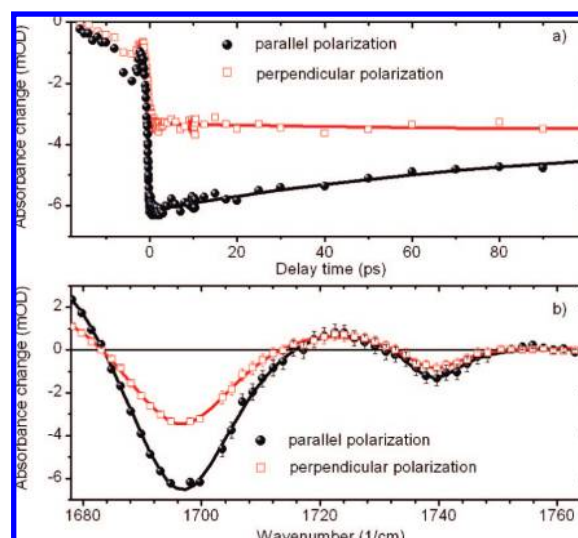 0
-2
-4
-6
Absorbance change (mOD)
parallel polarization
perpendicular polarization
a)
0
20
40
60
80
Delay time (ps)
2
0
-2
-4
-6
Absorbance change (mOD)
b)
parallel polarization
perpendicular polarization
1680
1700
1720
1740
1760
Wavenumber (1/cm)